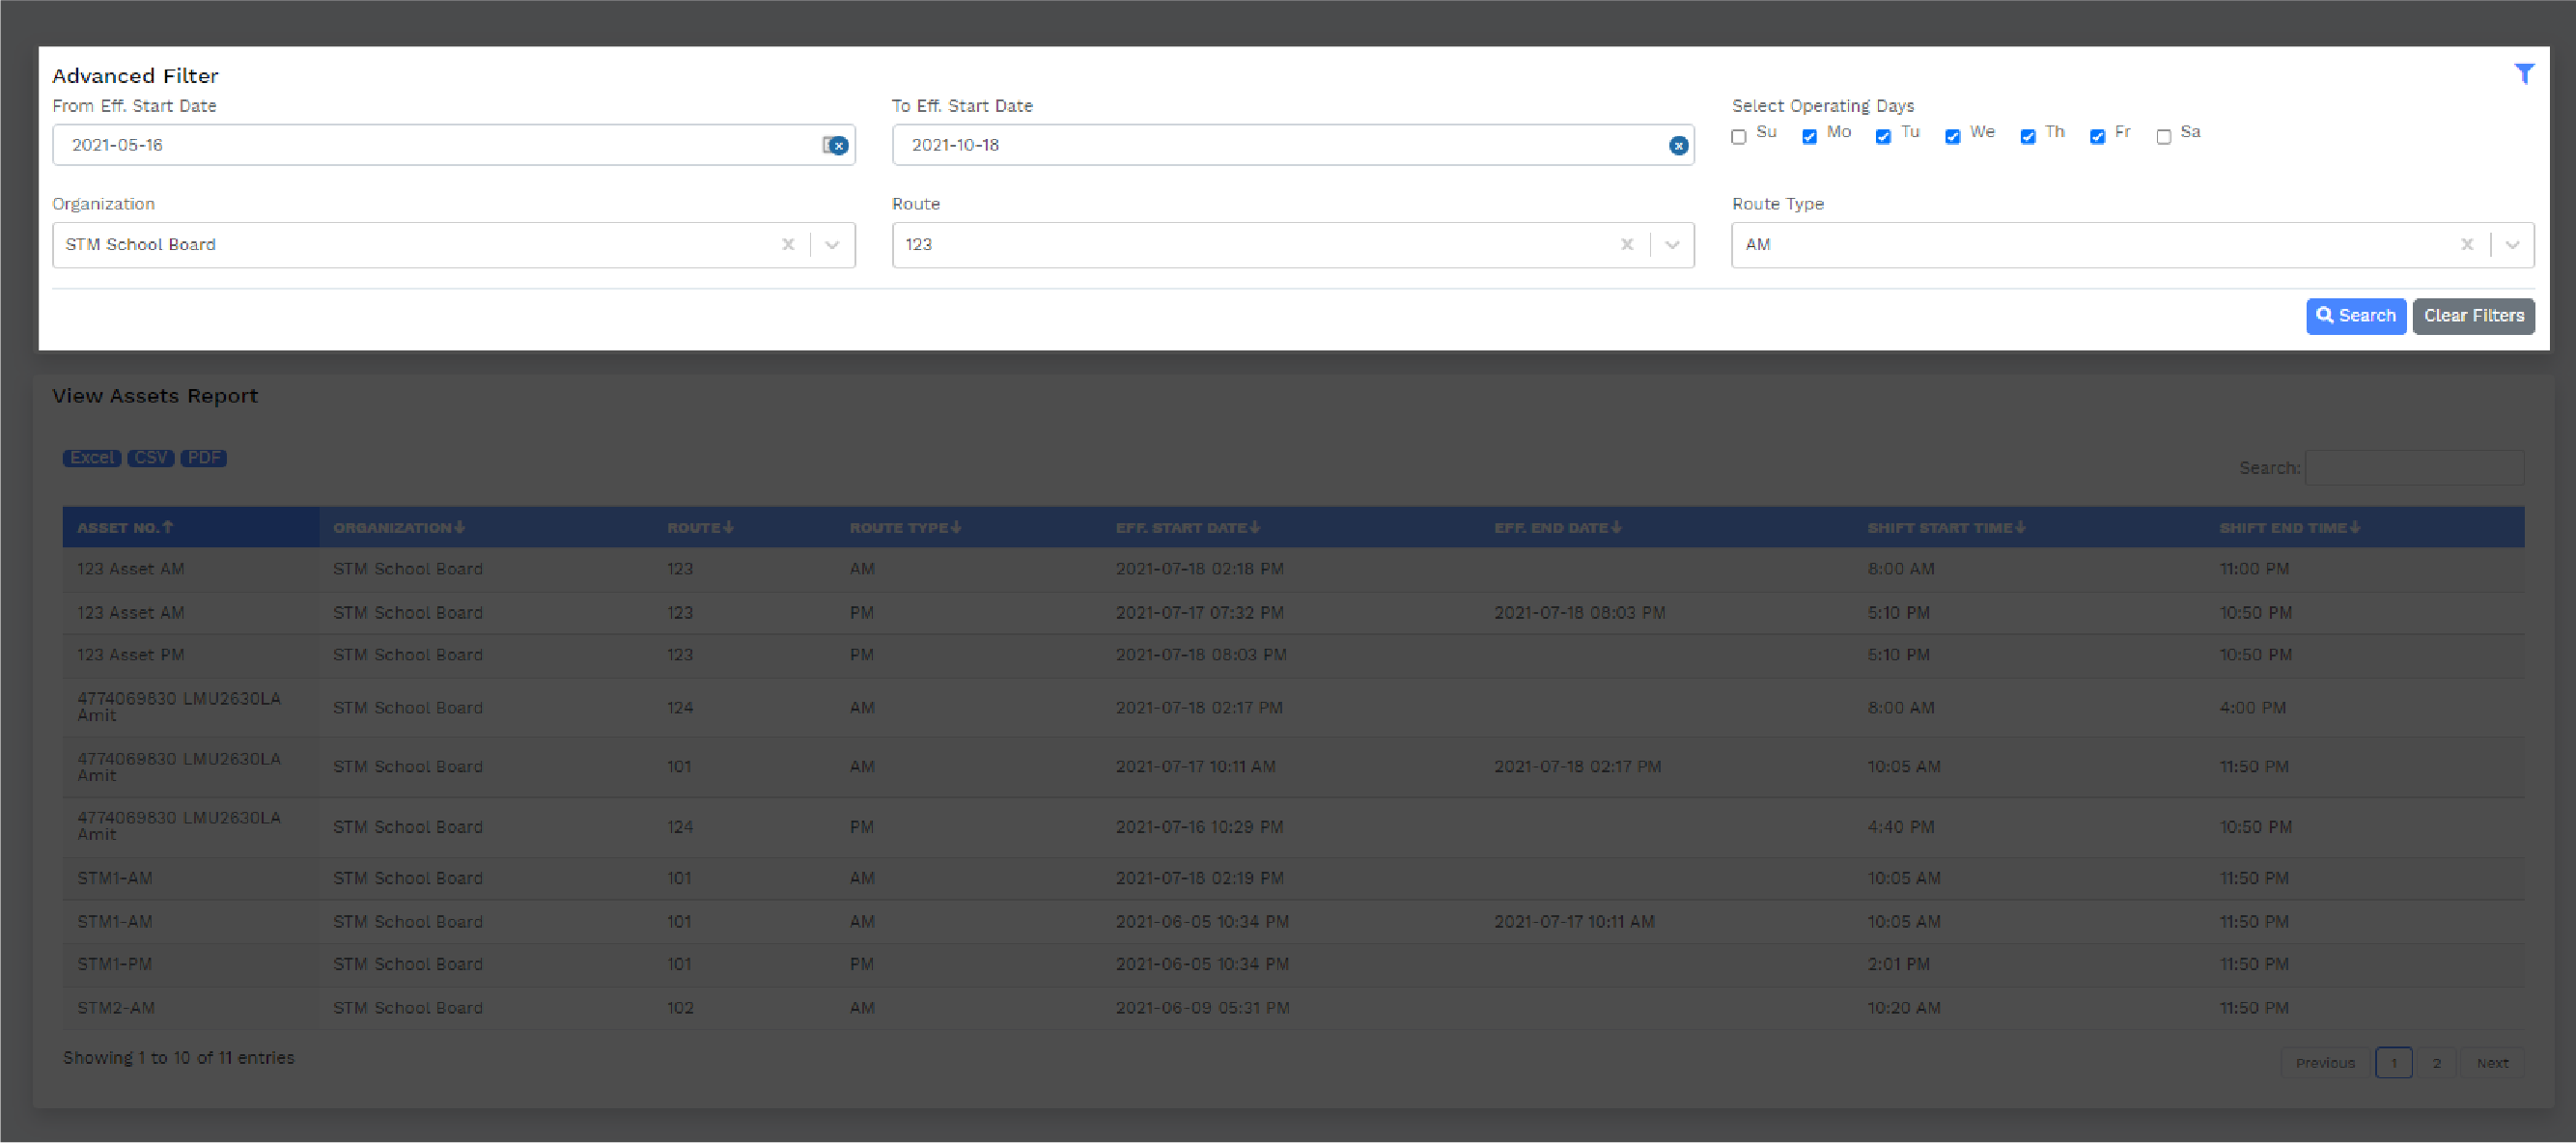 Advanced Filter
From Eff. Start Date To Eff. Start Date Select Operating Days
2021-05-16 2021-10-18 Su Mo Tu We Th Fr Sa
Organization Route Route Type
STM School Board 123 AM
Search Clear Filters
View Assets Report
Excel CSV PDF
Search:
ASSET NO. ORGANIZATION ROUTE ROUTE TYPE EFF. START DATE EFF. END DATE SHIFT START TIME SHIFT END TIME
123 Asset AM STM School Board 123 AM 2021-07-18 02:18 PM 8:00 AM 11:00 PM
123 Asset AM STM School Board 123 PM 2021-07-17 07:32 PM 2021-07-18 08:03 PM 5:10 PM 10:50 PM
123 Asset PM STM School Board 123 PM 2021-07-18 08:03 PM 5:10 PM 10:50 PM
4774069830 LMU2630LA
Amit STM School Board 124 AM 2021-07-18 02:17 PM 8:00 AM 4:00 PM
4774069830 LMU2630LA
Amit STM School Board 101 AM 2021-07-17 10:11 AM 2021-07-18 02:17 PM 10:05 AM 11:50 PM
4774069830 LMU2630LA
Amit STM School Board 124 PM 2021-07-16 10:29 PM 4:40 PM 10:50 PM
STM1-AM STM School Board 101 AM 2021-07-18 02:19 PM 10:05 AM 11:50 PM
STM1-AM STM School Board 101 AM 2021-06-05 10:34 PM 2021-07-17 10:11 AM 10:05 AM 11:50 PM
STM1-PM STM School Board 101 PM 2021-06-05 10:34 PM 2:01 PM 11:50 PM
STM2-AM STM School Board 102 AM 2021-06-09 05:31 PM 10:20 AM 11:50 PM
Showing 1 to 10 of 11 entries
Previous 1 2 Next